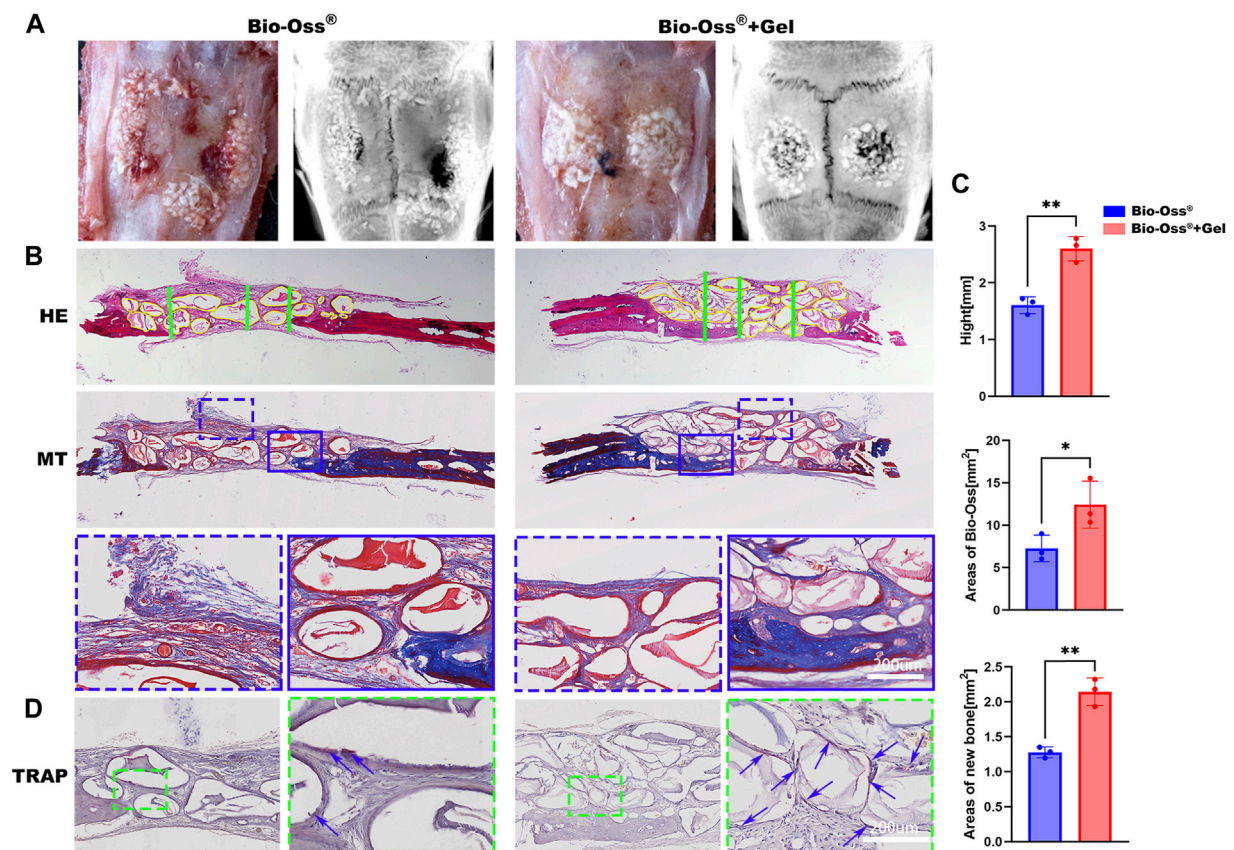 A
Bio-Oss®
Bio-Oss®+Gel
B
HE
MT
200um
D
TRAP
200um
C
Bio-Oss®
Bio-Oss®+Gel
**
Hight[mm]
3
2
1
0
*
Areas of Bio-Oss[mm²]
20
15
10
5
0
**
Areas of new bone[mm²]
2.5
2.0
1.5
1.0
0.5
0.0